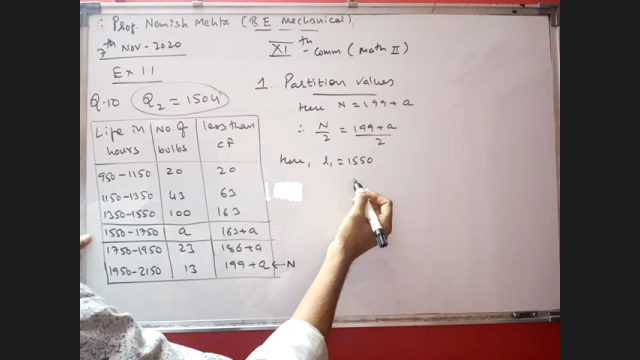 ∴ Prof. Nemish Mehta (B E Mechanical).
7th Nov-2020
XIth - Comm (Math II)
Ex 1.1
1. Partition values
Q.10 Q₂ = 1504
Here N = 199+a
∴ N/2 = (199+a)/2
Here, l₁ = 1550
Life in hours | No of bulbs | less than cf
950-1150 | 20 | 20
1150-1350 | 43 | 63
1350-1550 | 100 | 163
1550-1750 | a | 163+a
1750-1950 | 23 | 186+a
1950-2150 | 13 | 199+a ← N